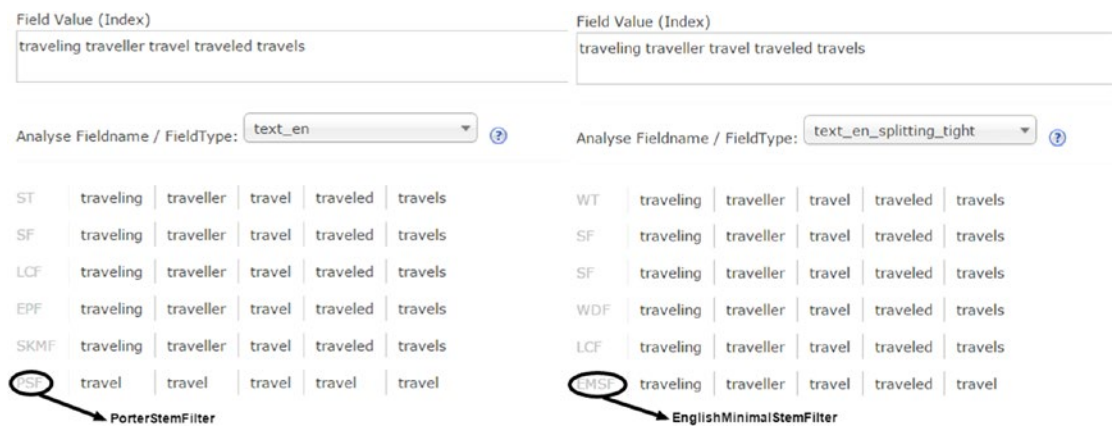 Field Value (Index)
traveling traveller travel traveled travels
Analyse Fieldname / FieldType: text_en ?
ST traveling traveller travel traveled travels
SF traveling traveller travel traveled travels
LCF traveling traveller travel traveled travels
EPF traveling traveller travel traveled travels
SKMF traveling traveller travel traveled travels
PSF travel travel travel travel travel
PorterStemFilter
Field Value (Index)
traveling traveller travel traveled travels
Analyse Fieldname / FieldType: text_en_splitting_tight ?
WT traveling traveller travel traveled travels
SF traveling traveller travel traveled travels
SF traveling traveller travel traveled travels
WDF traveling traveller travel traveled travels
LCF traveling traveller travel traveled travels
EMSF traveling traveller travel traveled travel
EnglishMinimalStemFilter